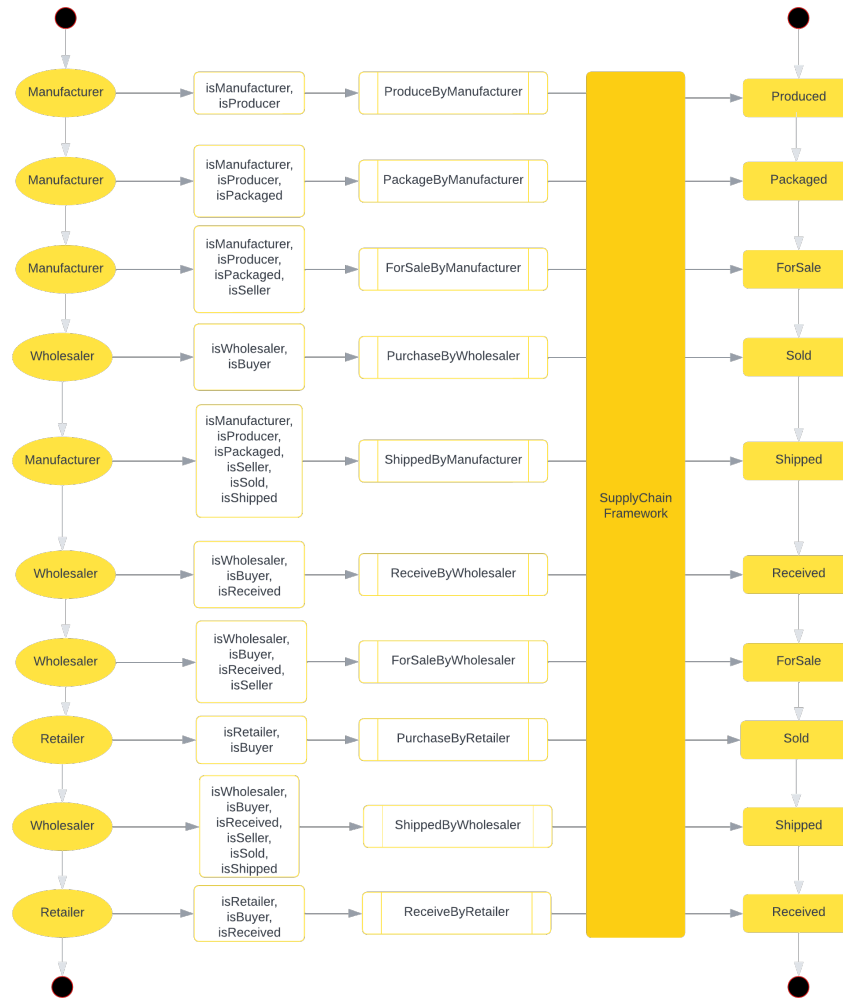 Manufacturer
isManufacturer,
isProducer
ProduceByManufacturer
Produced
Manufacturer
isManufacturer,
isProducer,
isPackaged
PackageByManufacturer
Packaged
Manufacturer
isManufacturer,
isProducer,
isPackaged,
isSeller
ForSaleByManufacturer
ForSale
Wholesaler
isWholesaler,
isBuyer
PurchaseByWholesaler
Sold
Manufacturer
isManufacturer,
isProducer,
isPackaged,
isSeller,
isSold,
isShipped
ShippedByManufacturer
SupplyChain
Framework
Shipped
Wholesaler
isWholesaler,
isBuyer,
isReceived
ReceiveByWholesaler
Received
Wholesaler
isWholesaler,
isBuyer,
isReceived,
isSeller
ForSaleByWholesaler
ForSale
Retailer
isRetailer,
isBuyer
PurchaseByRetailer
Sold
Wholesaler
isWholesaler,
isBuyer,
isReceived,
isSeller,
isSold,
isShipped
ShippedByWholesaler
Shipped
Retailer
isRetailer,
isBuyer,
isReceived
ReceiveByRetailer
Received